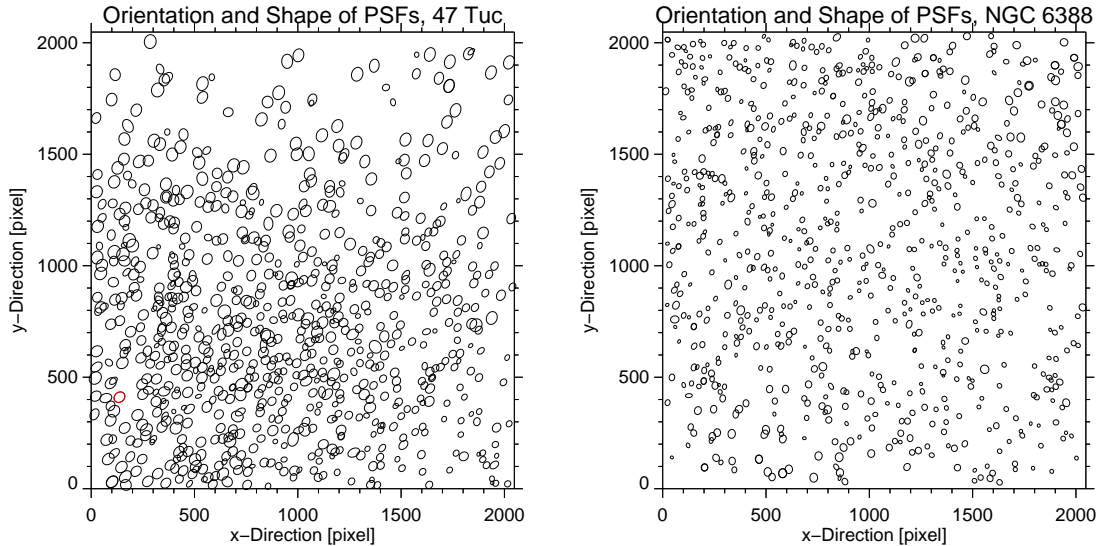 Orientation and Shape of PSFs, 47 Tuc
2000
1500
1000
500
0
y−Direction [pixel]
0 500 1000 1500 2000
x−Direction [pixel]
Orientation and Shape of PSFs, NGC 6388
2000
1500
1000
500
0
y−Direction [pixel]
0 500 1000 1500 2000
x−Direction [pixel]